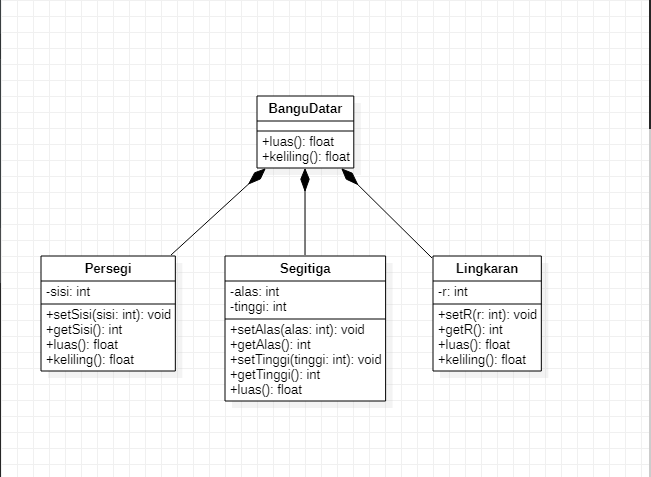 BanguDatar
+luas(): float
+keliling(): float
Persegi
-sisi: int
+setSisi(sisi: int): void
+getSisi(): int
+luas(): float
+keliling(): float
Segitiga
-alas: int
-tinggi: int
+setAlas(alas: int): void
+getAlas(): int
+setTinggi(tinggi: int): void
+getTinggi(): int
+luas(): float
Lingkaran
-r: int
+setR(r: int): void
+getR(): int
+luas(): float
+keliling(): float